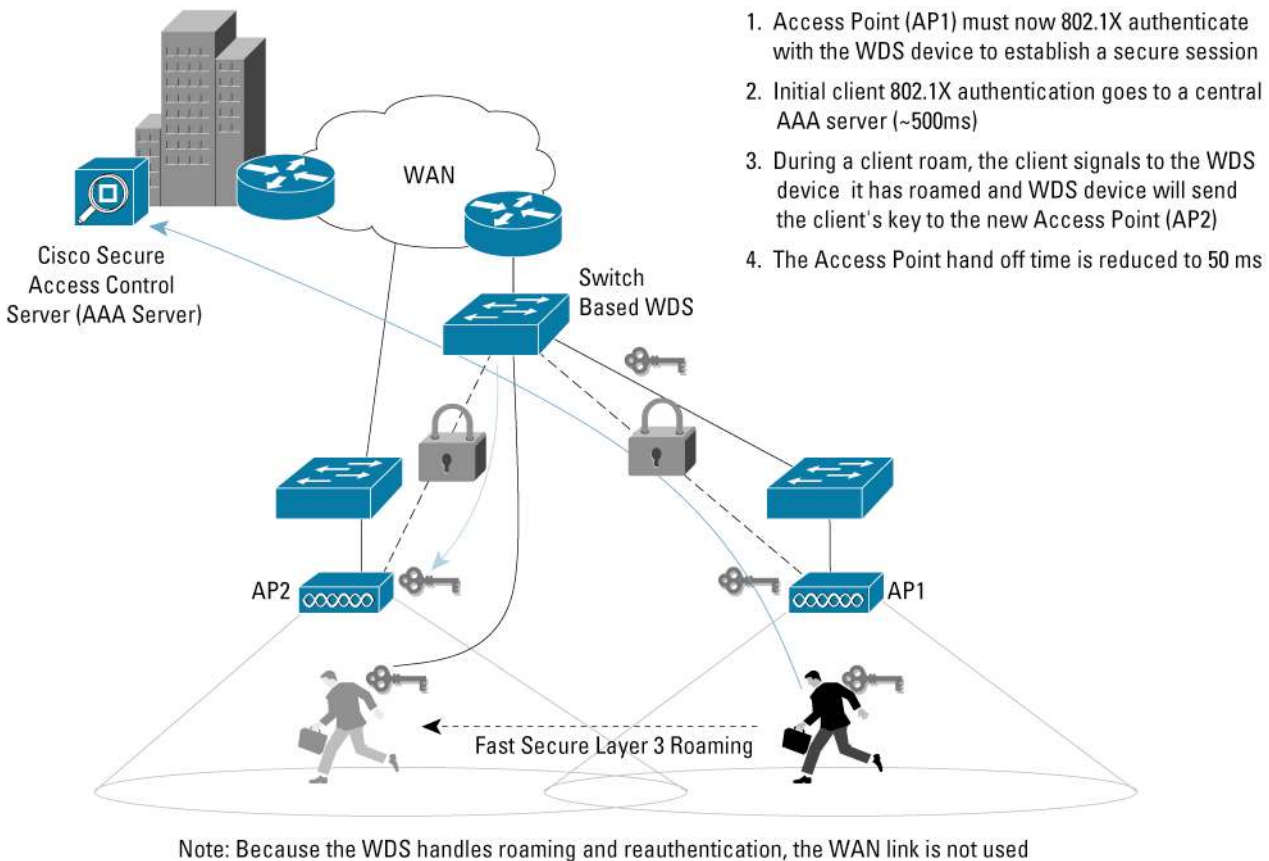 1. Access Point (AP1) must now 802.1X authenticate
with the WDS device to establish a secure session
2. Initial client 802.1X authentication goes to a central
AAA server (~500ms)
3. During a client roam, the client signals to the WDS
device it has roamed and WDS device will send
the client's key to the new Access Point (AP2)
4. The Access Point hand off time is reduced to 50 ms
WAN
Cisco Secure
Access Control
Server (AAA Server)
Switch
Based WDS
AP2
AP1
Fast Secure Layer 3 Roaming
Note: Because the WDS handles roaming and reauthentication, the WAN link is not used